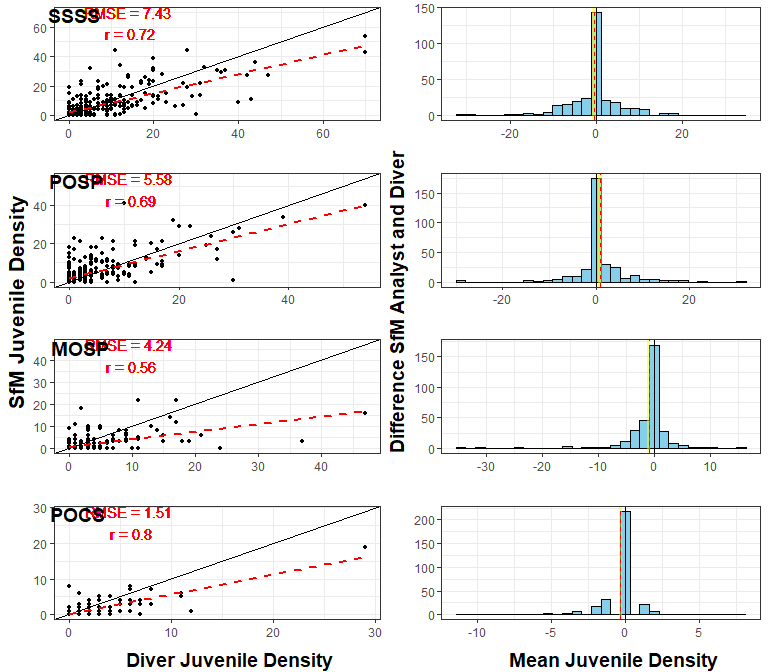 SSSS
RMSE = 7.43
r = 0.72
60
40
20
0
0 20 40 60
150
100
50
0
-20 0 20
POSP
RMSE = 5.58
r = 0.69
40
20
0
0 20 40
150
100
50
0
-20 0 20
MOSP
RMSE = 4.24
r = 0.56
40
30
20
10
0
0 10 20 30 40
150
100
50
0
-30 -20 -10 0 10
POCS
RMSE = 1.51
r = 0.8
30
20
10
0
0 10 20 30
200
150
100
50
0
-10 -5 0 5
SfM Juvenile Density
Difference SfM Analyst and Diver
Diver Juvenile Density
Mean Juvenile Density